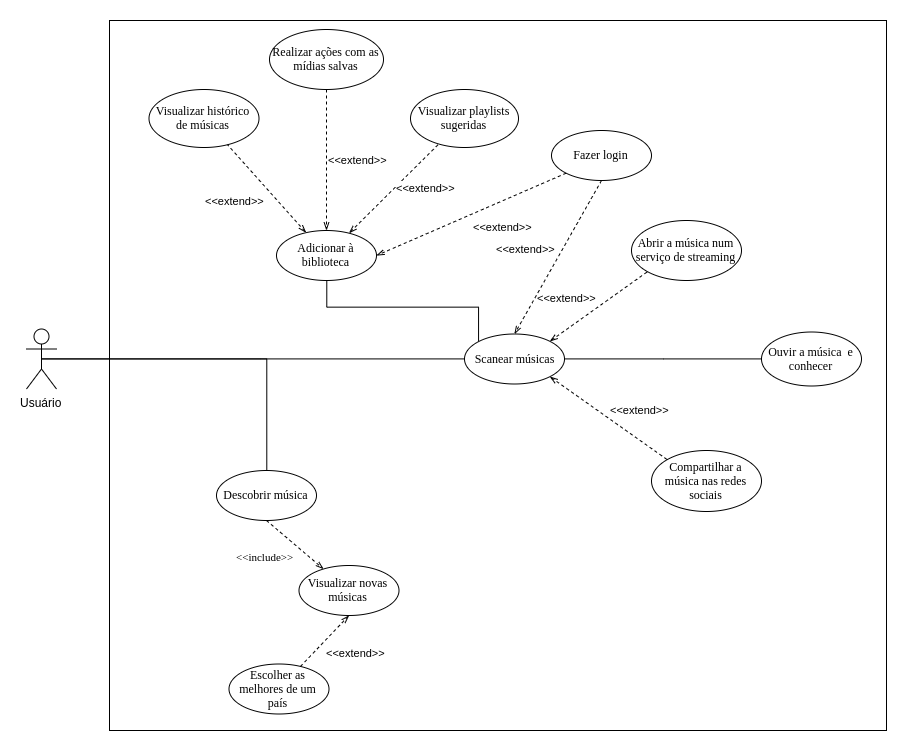 Realizar ações com as
mídias salvas
Visualizar histórico
de músicas
Visualizar playlists
sugeridas
Fazer login
<<extend>>
<<extend>>
<<extend>>
<<extend>>
<<extend>>
Adicionar à
biblioteca
Abrir a música num
serviço de streaming
<<extend>>
Usuário
Scanear músicas
Ouvir a música  e
conhecer
<<extend>>
Compartilhar a
música nas redes
sociais
Descobrir música
<<include>>
Visualizar novas
músicas
<<extend>>
Escolher as
melhores de um
país